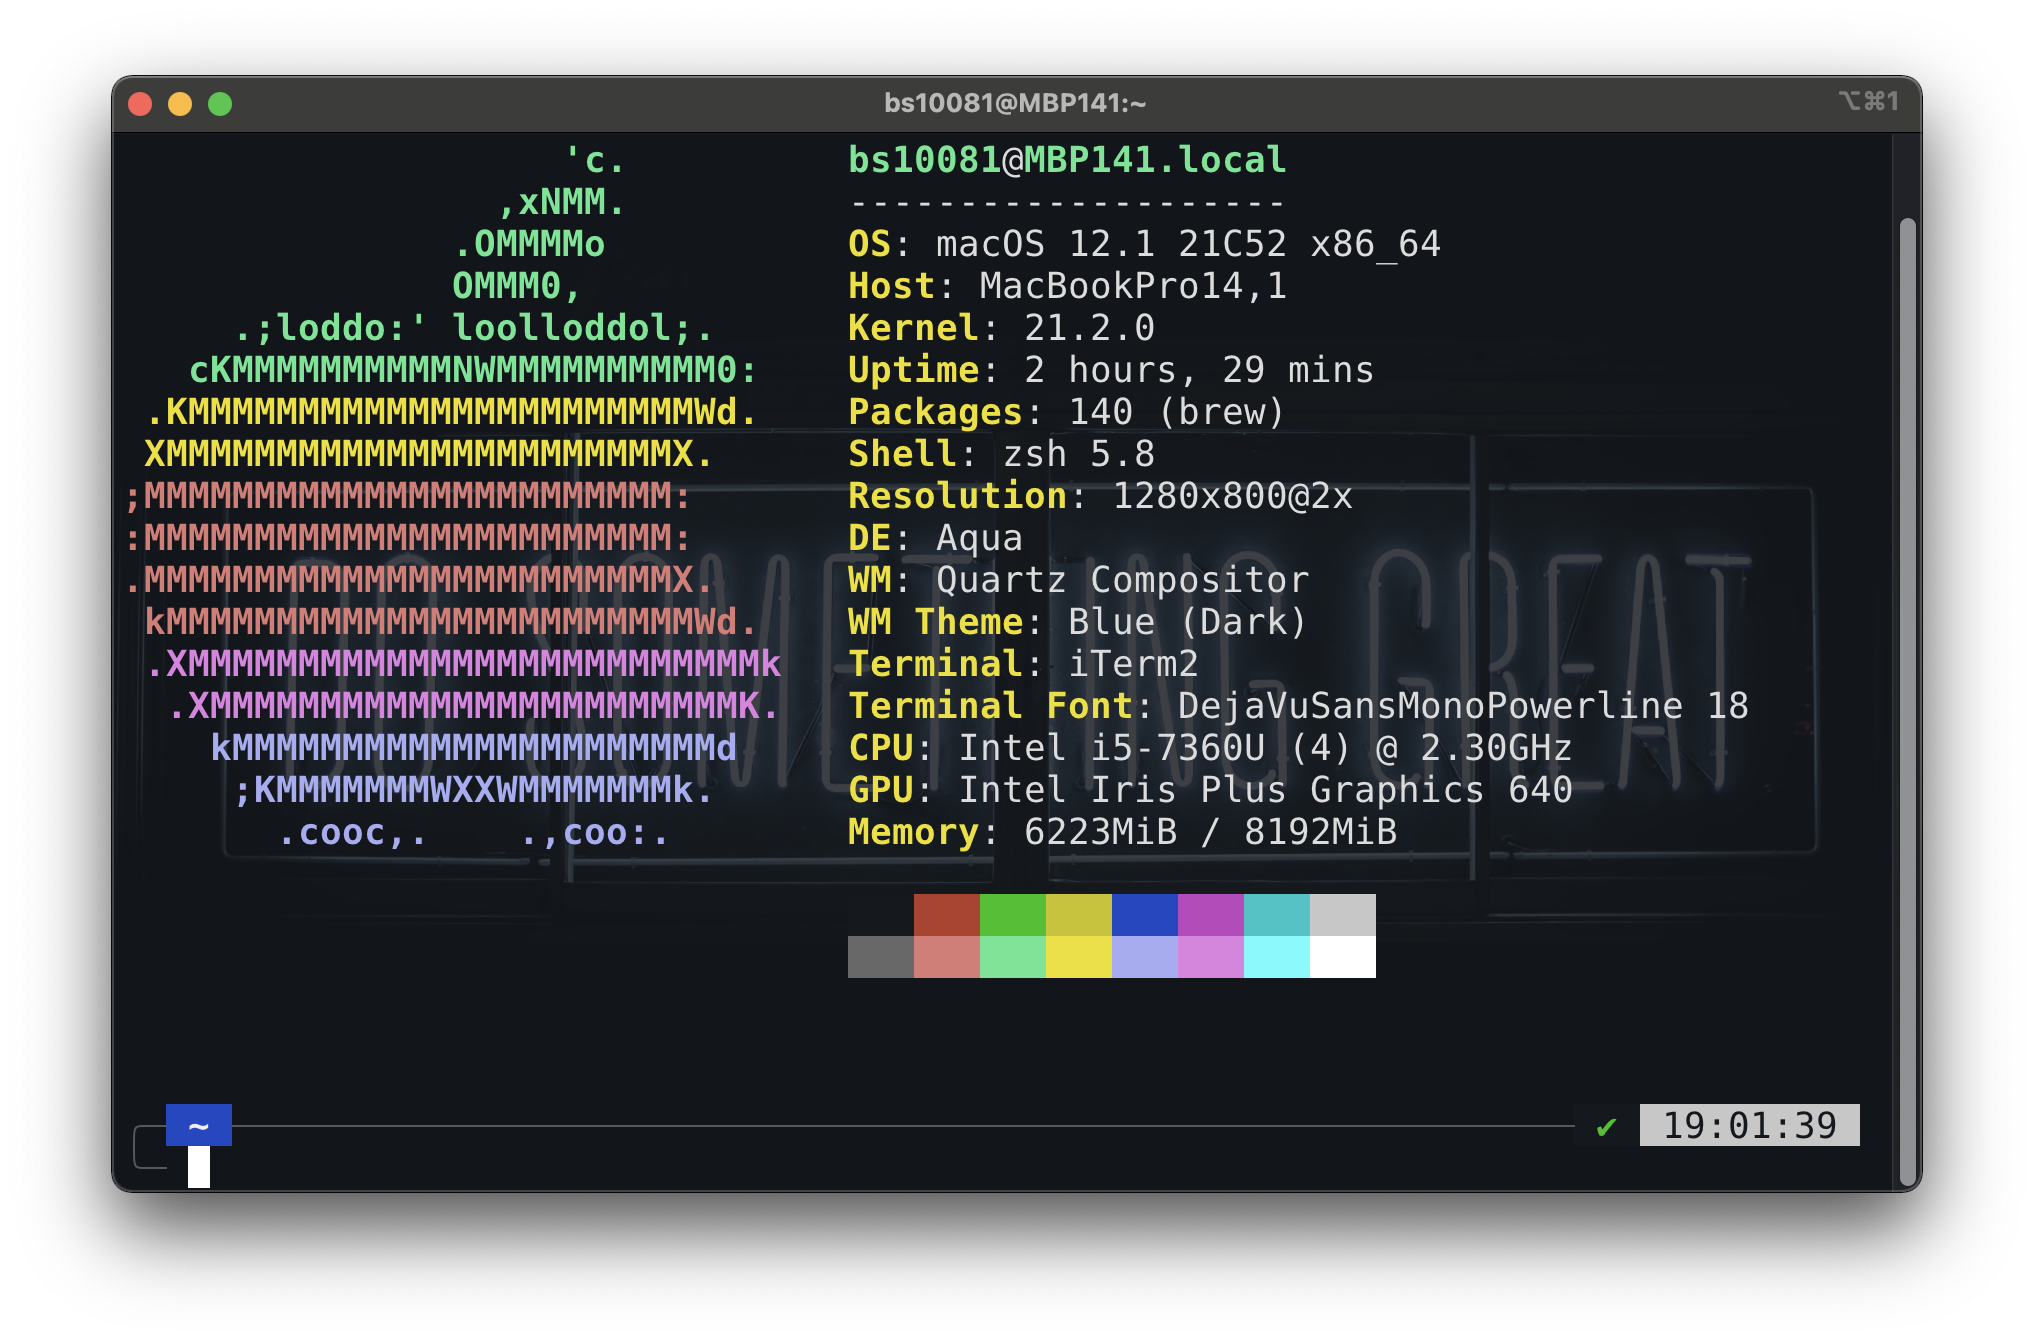 bs10081@MBP141:~
⌥⌘1
'c.
,xNMM.
.OMMMMo
OMMM0,
.;loddo:' loolloddol;.
cKMMMMMMMMMMNWMMMMMMMMMM0:
.KMMMMMMMMMMMMMMMMMMMMMMMWd.
XMMMMMMMMMMMMMMMMMMMMMMMX.
;MMMMMMMMMMMMMMMMMMMMMMMM:
:MMMMMMMMMMMMMMMMMMMMMMMM:
.MMMMMMMMMMMMMMMMMMMMMMMMX.
kMMMMMMMMMMMMMMMMMMMMMMMMWd.
.XMMMMMMMMMMMMMMMMMMMMMMMMMMk
.XMMMMMMMMMMMMMMMMMMMMMMMMK.
kMMMMMMMMMMMMMMMMMMMMMMd
;KMMMMMMMWXXWMMMMMMMk.
.cooc,.    .,coo:.
bs10081@MBP141.local
--------------------
OS: macOS 12.1 21C52 x86_64
Host: MacBookPro14,1
Kernel: 21.2.0
Uptime: 2 hours, 29 mins
Packages: 140 (brew)
Shell: zsh 5.8
Resolution: 1280x800@2x
DE: Aqua
WM: Quartz Compositor
WM Theme: Blue (Dark)
Terminal: iTerm2
Terminal Font: DejaVuSansMonoPowerline 18
CPU: Intel i5-7360U (4) @ 2.30GHz
GPU: Intel Iris Plus Graphics 640
Memory: 6223MiB / 8192MiB
DO SOMETHING GREAT
~
✔ 19:01:39